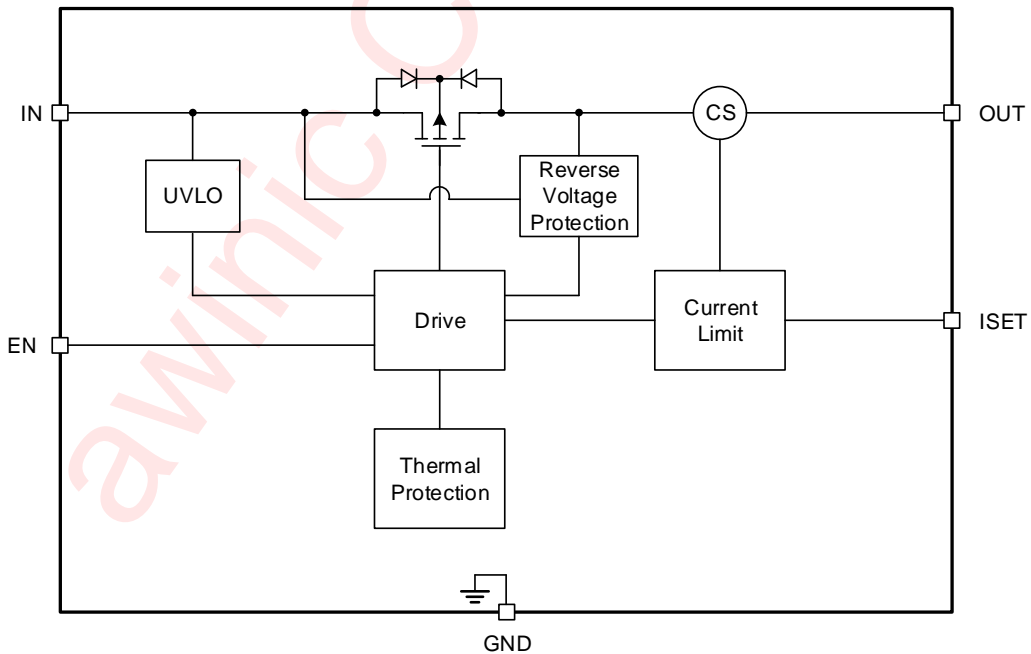 IN
CS
OUT
UVLO
Reverse
Voltage
Protection
Drive
Current
Limit
ISET
EN
Thermal
Protection
GND
awinic C